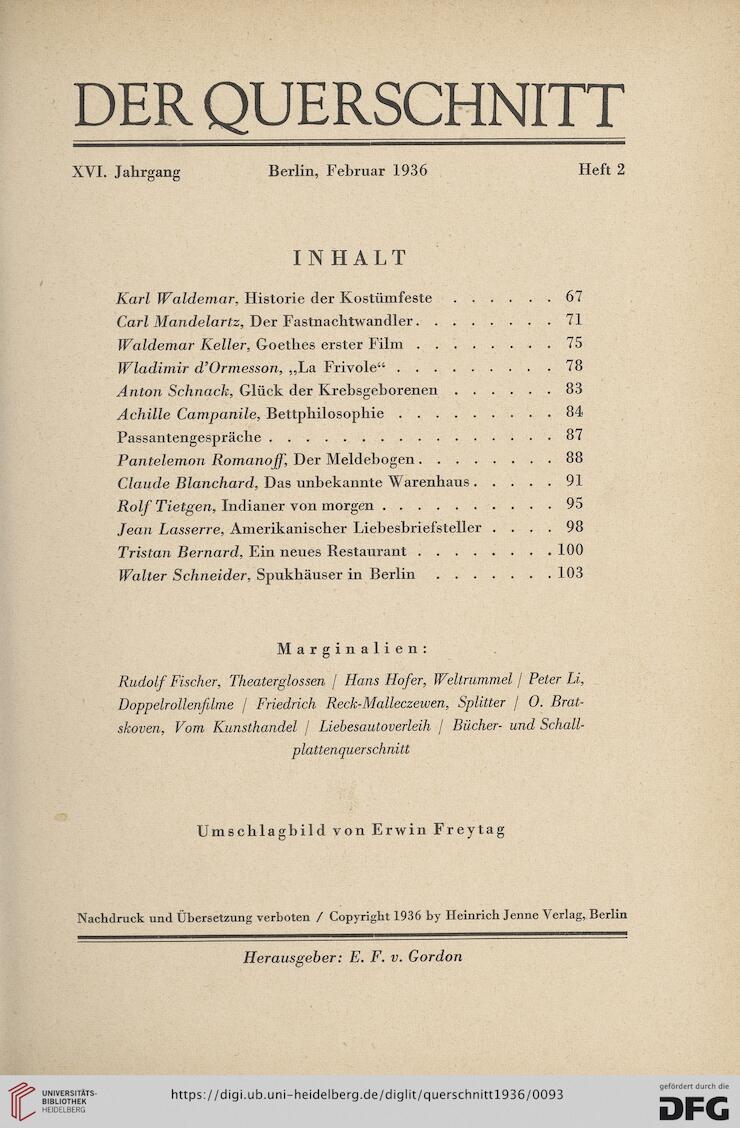 DER QUERSCHNITT
XVI. Jahrgang Berlin, Februar 1936 Heft 2
INHALT
Karl Waldemar, Historie der Kostümfeste . . . . . . 67
Carl Mandelartz, Der Fastnachtwandler . . . . . . . . 71
Waldemar Keller, Goethes erster Film . . . . . . . . 75
Wladimir d'Ormesson, „La Frivole“ . . . . . . . . . 78
Anton Schnack, Glück der Krebsgeborenen . . . . . . 83
Achille Campanile, Bettphilosophie . . . . . . . . . 84
Passantengespräche . . . . . . . . . . . . . . . . 87
Pantelemon Romanoff, Der Meldebogen . . . . . . . . 88
Claude Blanchard, Das unbekannte Warenhaus . . . . . 91
Rolf Tietgen, Indianer von morgen . . . . . . . . . . 95
Jean Lasserre, Amerikanischer Liebesbriefsteller . . . . 98
Tristan Bernard, Ein neues Restaurant . . . . . . . . 100
Walter Schneider, Spukhäuser in Berlin . . . . . . . 103
Marginalien:
Rudolf Fischer, Theaterglossen / Hans Hofer, Weltrummel / Peter Li,
Doppelrollenfilme / Friedrich Reck-Malleczewen, Splitter / O. Brat-
skoven, Vom Kunsthandel / Liebesautoverleih / Bücher- und Schall-
plattenquerschnitt
Umschlagbild von Erwin Freytag
Nachdruck und Übersetzung verboten / Copyright 1936 by Heinrich Jenne Verlag, Berlin
Herausgeber: E. F. v. Gordon
UNIVERSITÄTS-
BIBLIOTHEK
HEIDELBERG
https://digi.ub.uni-heidelberg.de/diglit/querschnitt1936/0093
gefördert durch die
DFG